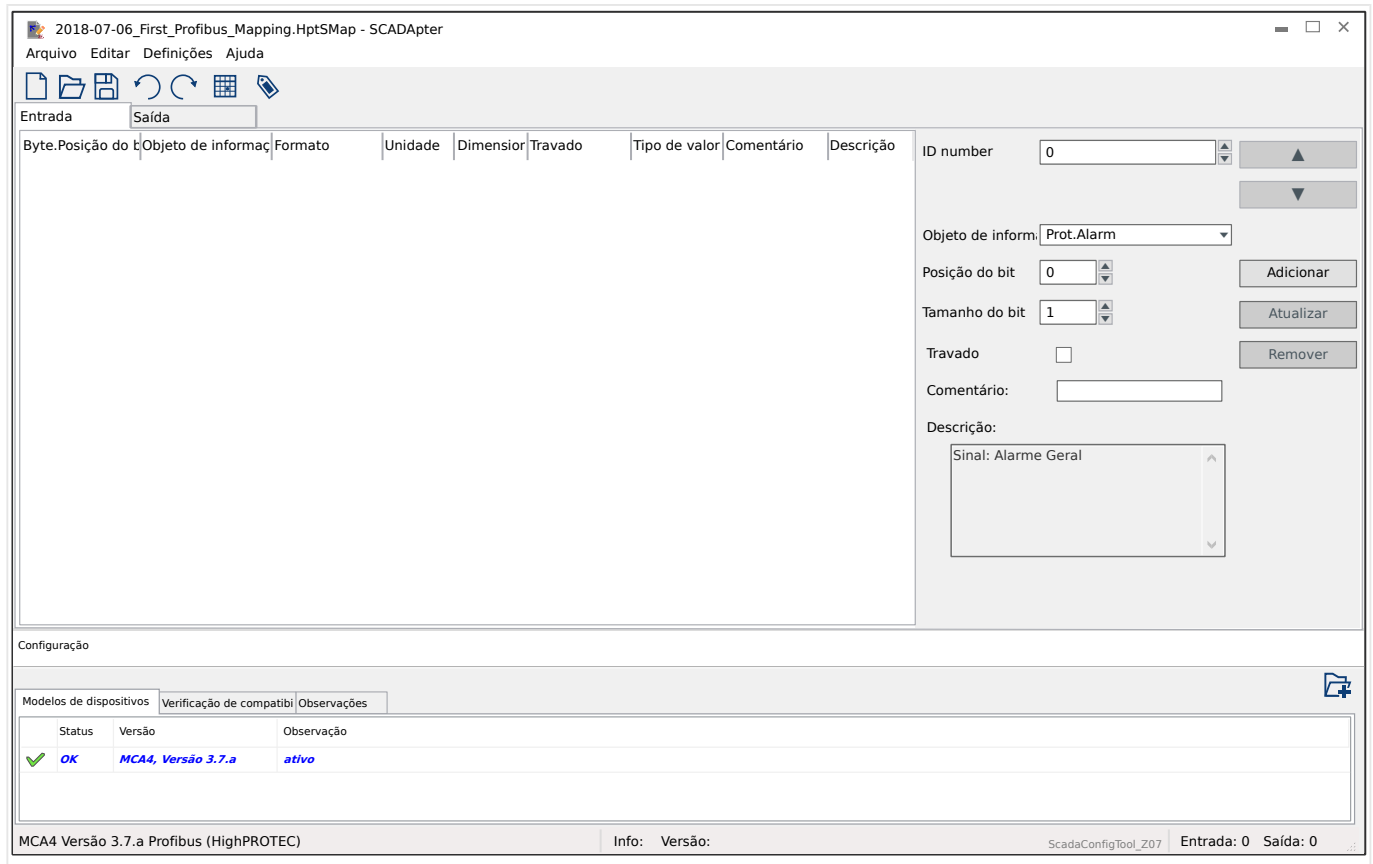 2018-07-06_First_Profibus_Mapping.HptSMap - SCADApter
Arquivo Editar Definições Ajuda
Entrada Saída
Byte.Posição do b Objeto de informaç Formato Unidade Dimension Travado Tipo de valor Comentário Descrição
ID number 0
Objeto de informa Prot.Alarm
Posição do bit 0 Adicionar
Tamanho do bit 1 Atualizar
Travado Remover
Comentário:
Descrição:
Sinal: Alarme Geral
Configuração
Modelos de dispositivos Verificação de compatibi Observações
Status Versão Observação
OK MCA4, Versão 3.7.a ativo
MCA4 Versão 3.7.a Profibus (HighPROTEC) Info: Versão: ScadaConfigTool_Z07 Entrada: 0 Saída: 0